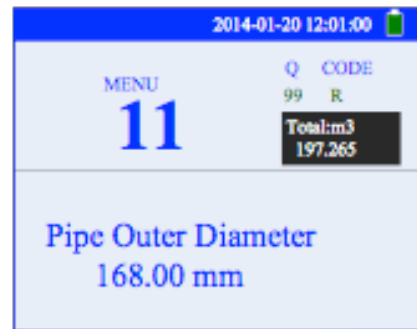 2014-01-20 12:01:00
Q CODE
MENU
99 R
11
Total:m3
197.265
Pipe Outer Diameter
168.00 mm